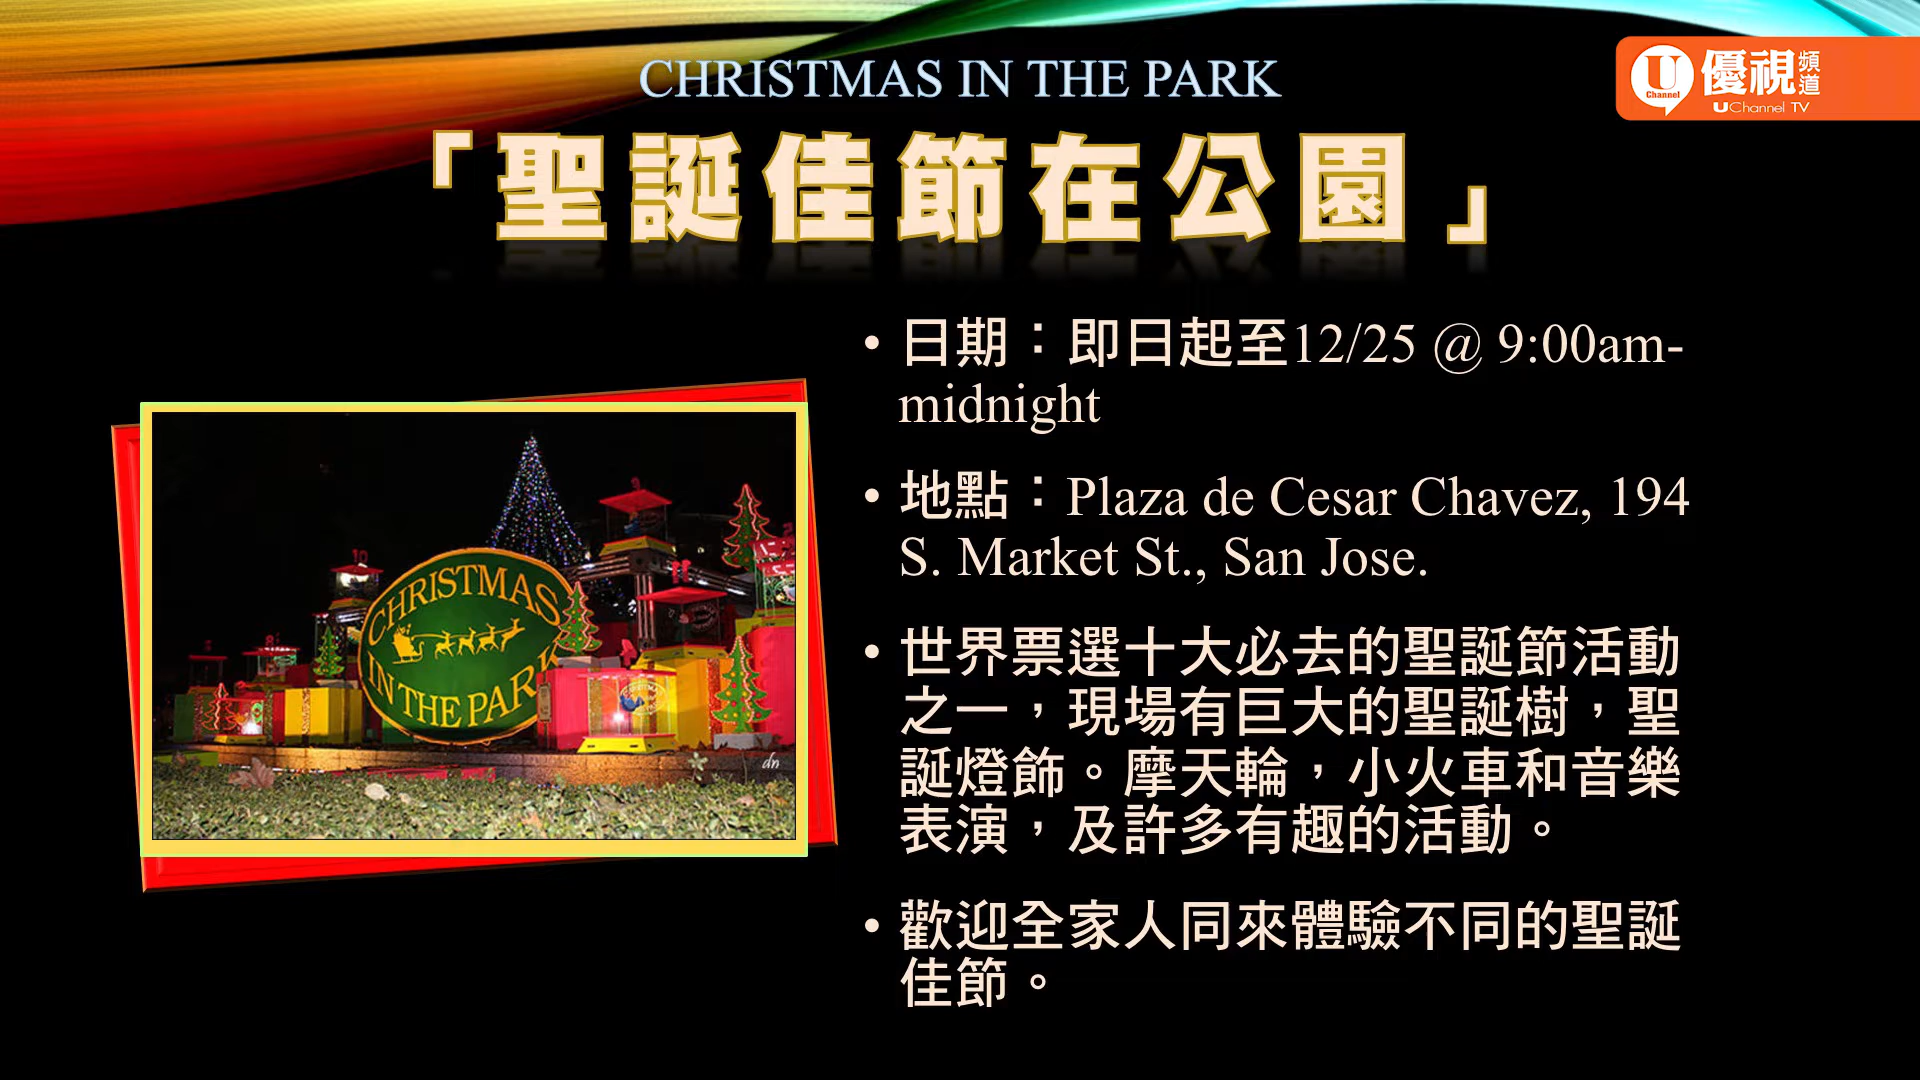 CHRISTMAS IN THE PARK
「聖誕佳節在公園」
U Channel
優視頻道
UChannel TV
• 日期：即日起至12/25 @ 9:00am-
midnight
• 地點：Plaza de Cesar Chavez, 194
S. Market St., San Jose.
• 世界票選十大必去的聖誕節活動
之一，現場有巨大的聖誕樹，聖
誕燈飾。摩天輪，小火車和音樂
表演，及許多有趣的活動。
• 歡迎全家人同來體驗不同的聖誕
佳節。
10
11
CHRISTMAS
IN THE PARK
dn